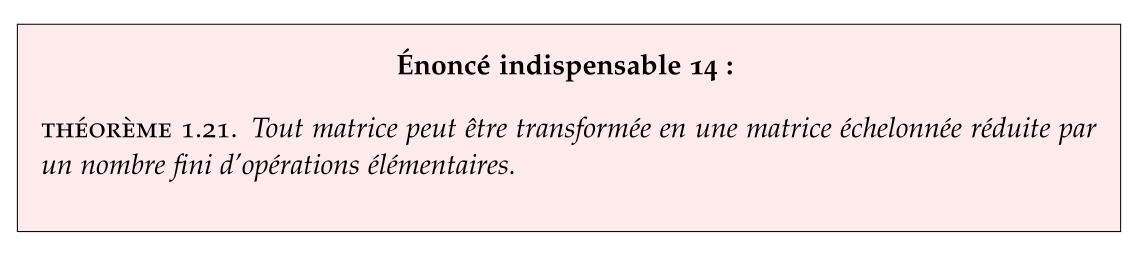 Énoncé indispensable 14 :
THÉORÈME 1.21. Tout matrice peut être transformée en une matrice échelonnée réduite par
un nombre fini d'opérations élémentaires.